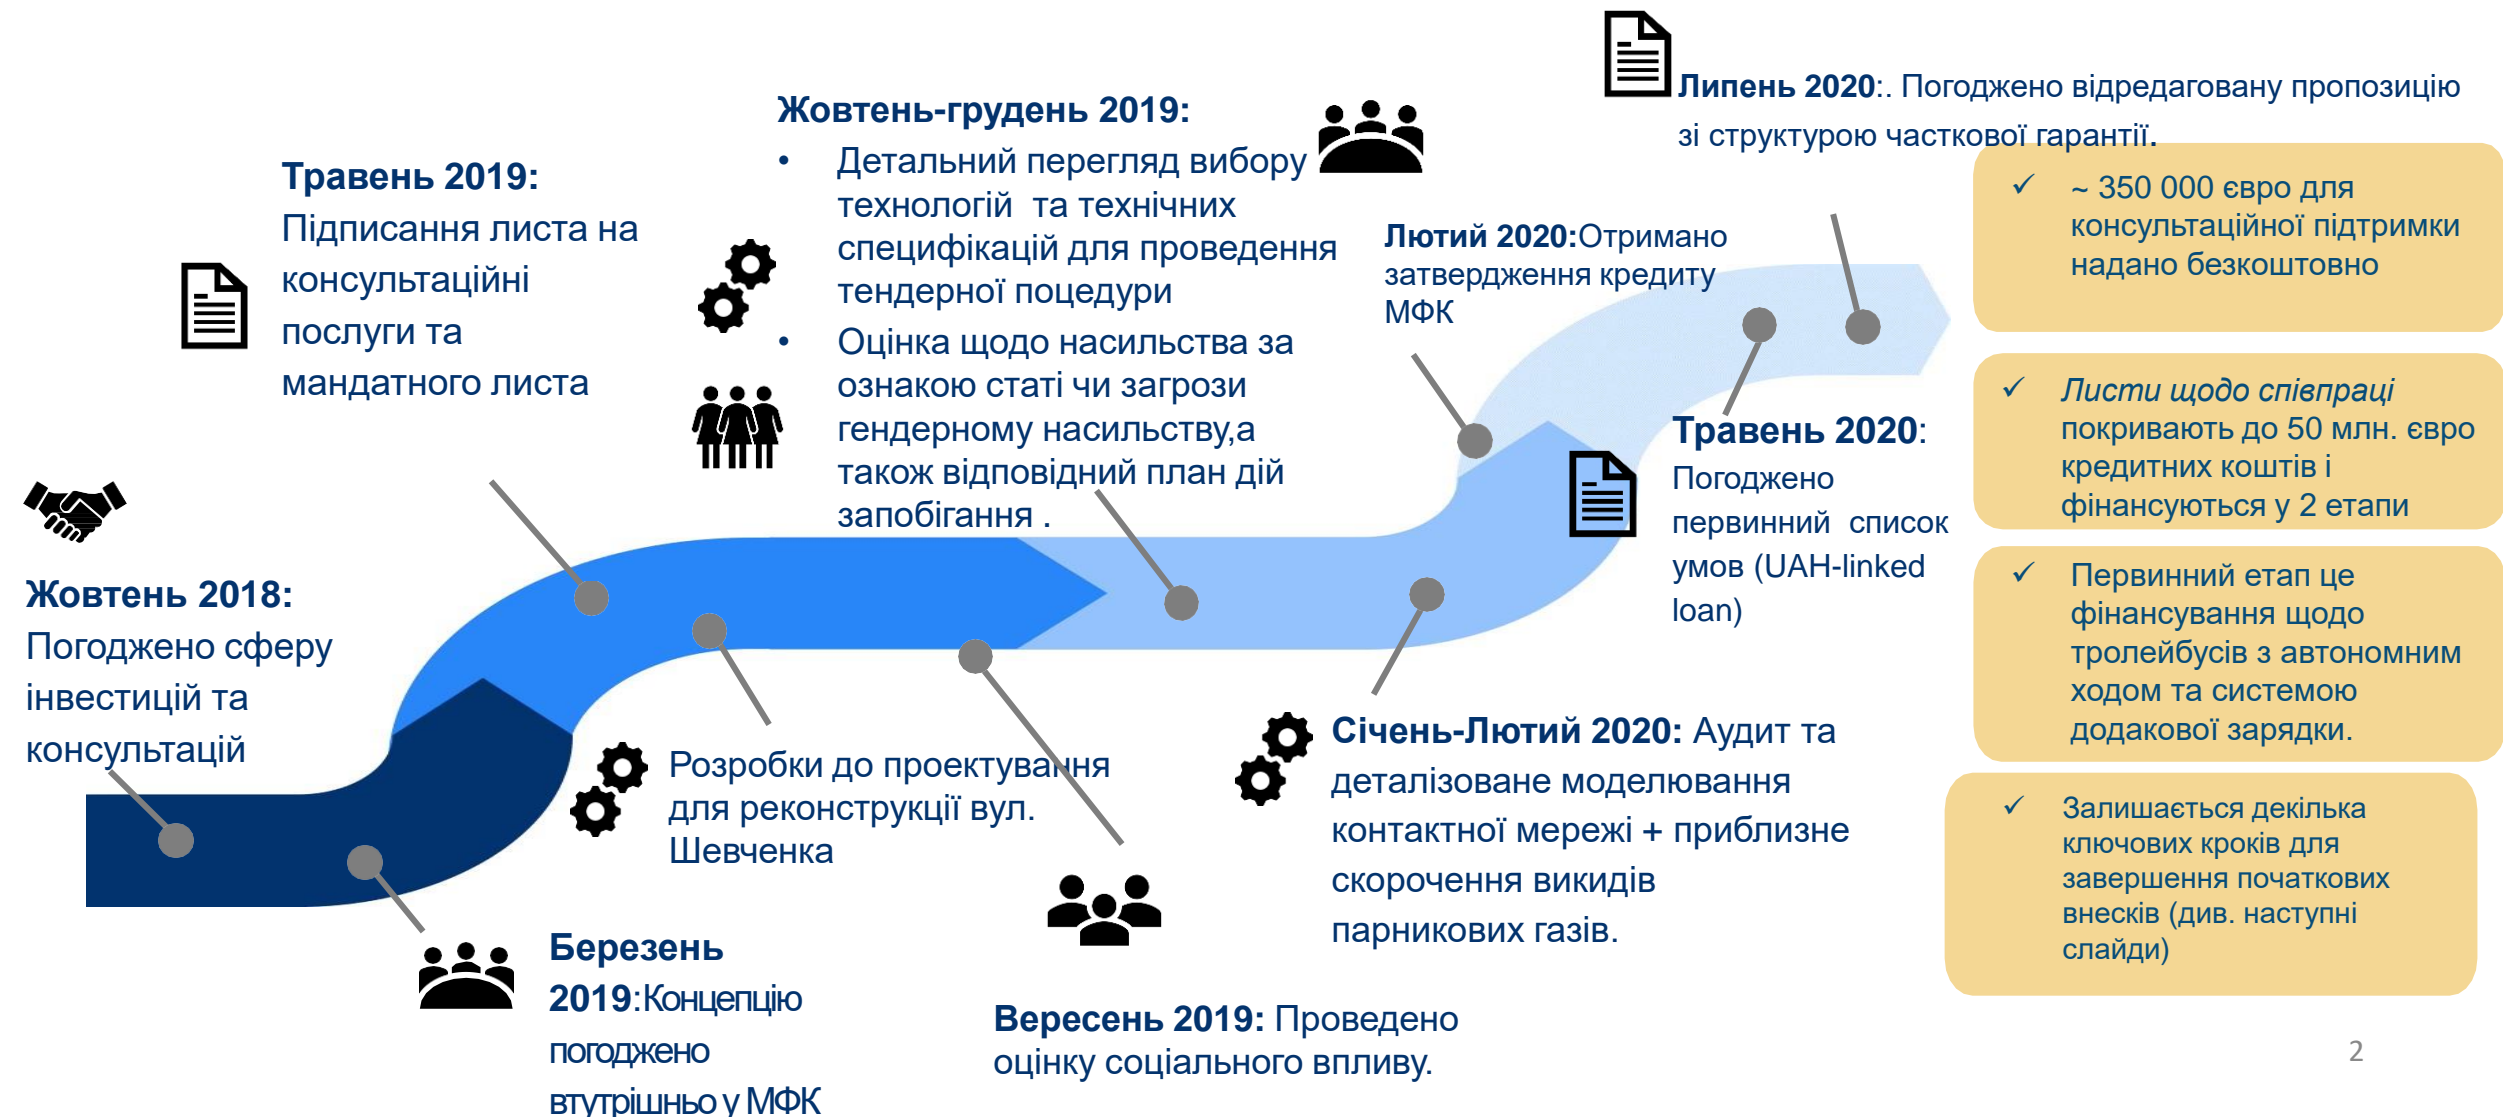 Жовтень 2018:
Погоджено сферу
інвестицій та
консультацій
Березень
2019:Концепцію
погоджено
втутрішньо у МФК
Травень 2019:
Підписання листа на
консультаційні
послуги та
мандатного листа
Розробки до проектування
для реконструкції вул.
Шевченка
Вересень 2019: Проведено
оцінку соціального впливу.
Жовтень-грудень 2019:
• Детальний перегляд вибору
технологій та технічних
специфікацій для проведення
тендерної поцедури
• Оцінка щодо насильства за
ознакою статі чи загрози
гендерному насильству,а
також відповідний план дій
запобігання .
Січень-Лютий 2020: Аудит та
деталізоване моделювання
контактної мережі + приблизне
скорочення викидів
парникових газів.
Лютий 2020:Отримано
затвердження кредиту
МФК
Травень 2020:
Погоджено
первинний список
умов (UAH-linked
loan)
Липень 2020:. Погоджено відредаговану пропозицію
зі структурою часткової гарантії.
✓ ~ 350 000 євро для
консультаційної підтримки
надано безкоштовно
✓ Листи щодо співпраці
покривають до 50 млн. євро
кредитних коштів і
фінансуються у 2 етапи
✓ Первинний етап це
фінансування щодо
тролейбусів з автономним
ходом та системою
додакової зарядки.
✓ Залишається декілька
ключових кроків для
завершення початкових
внесків (див. наступні
слайди)
2